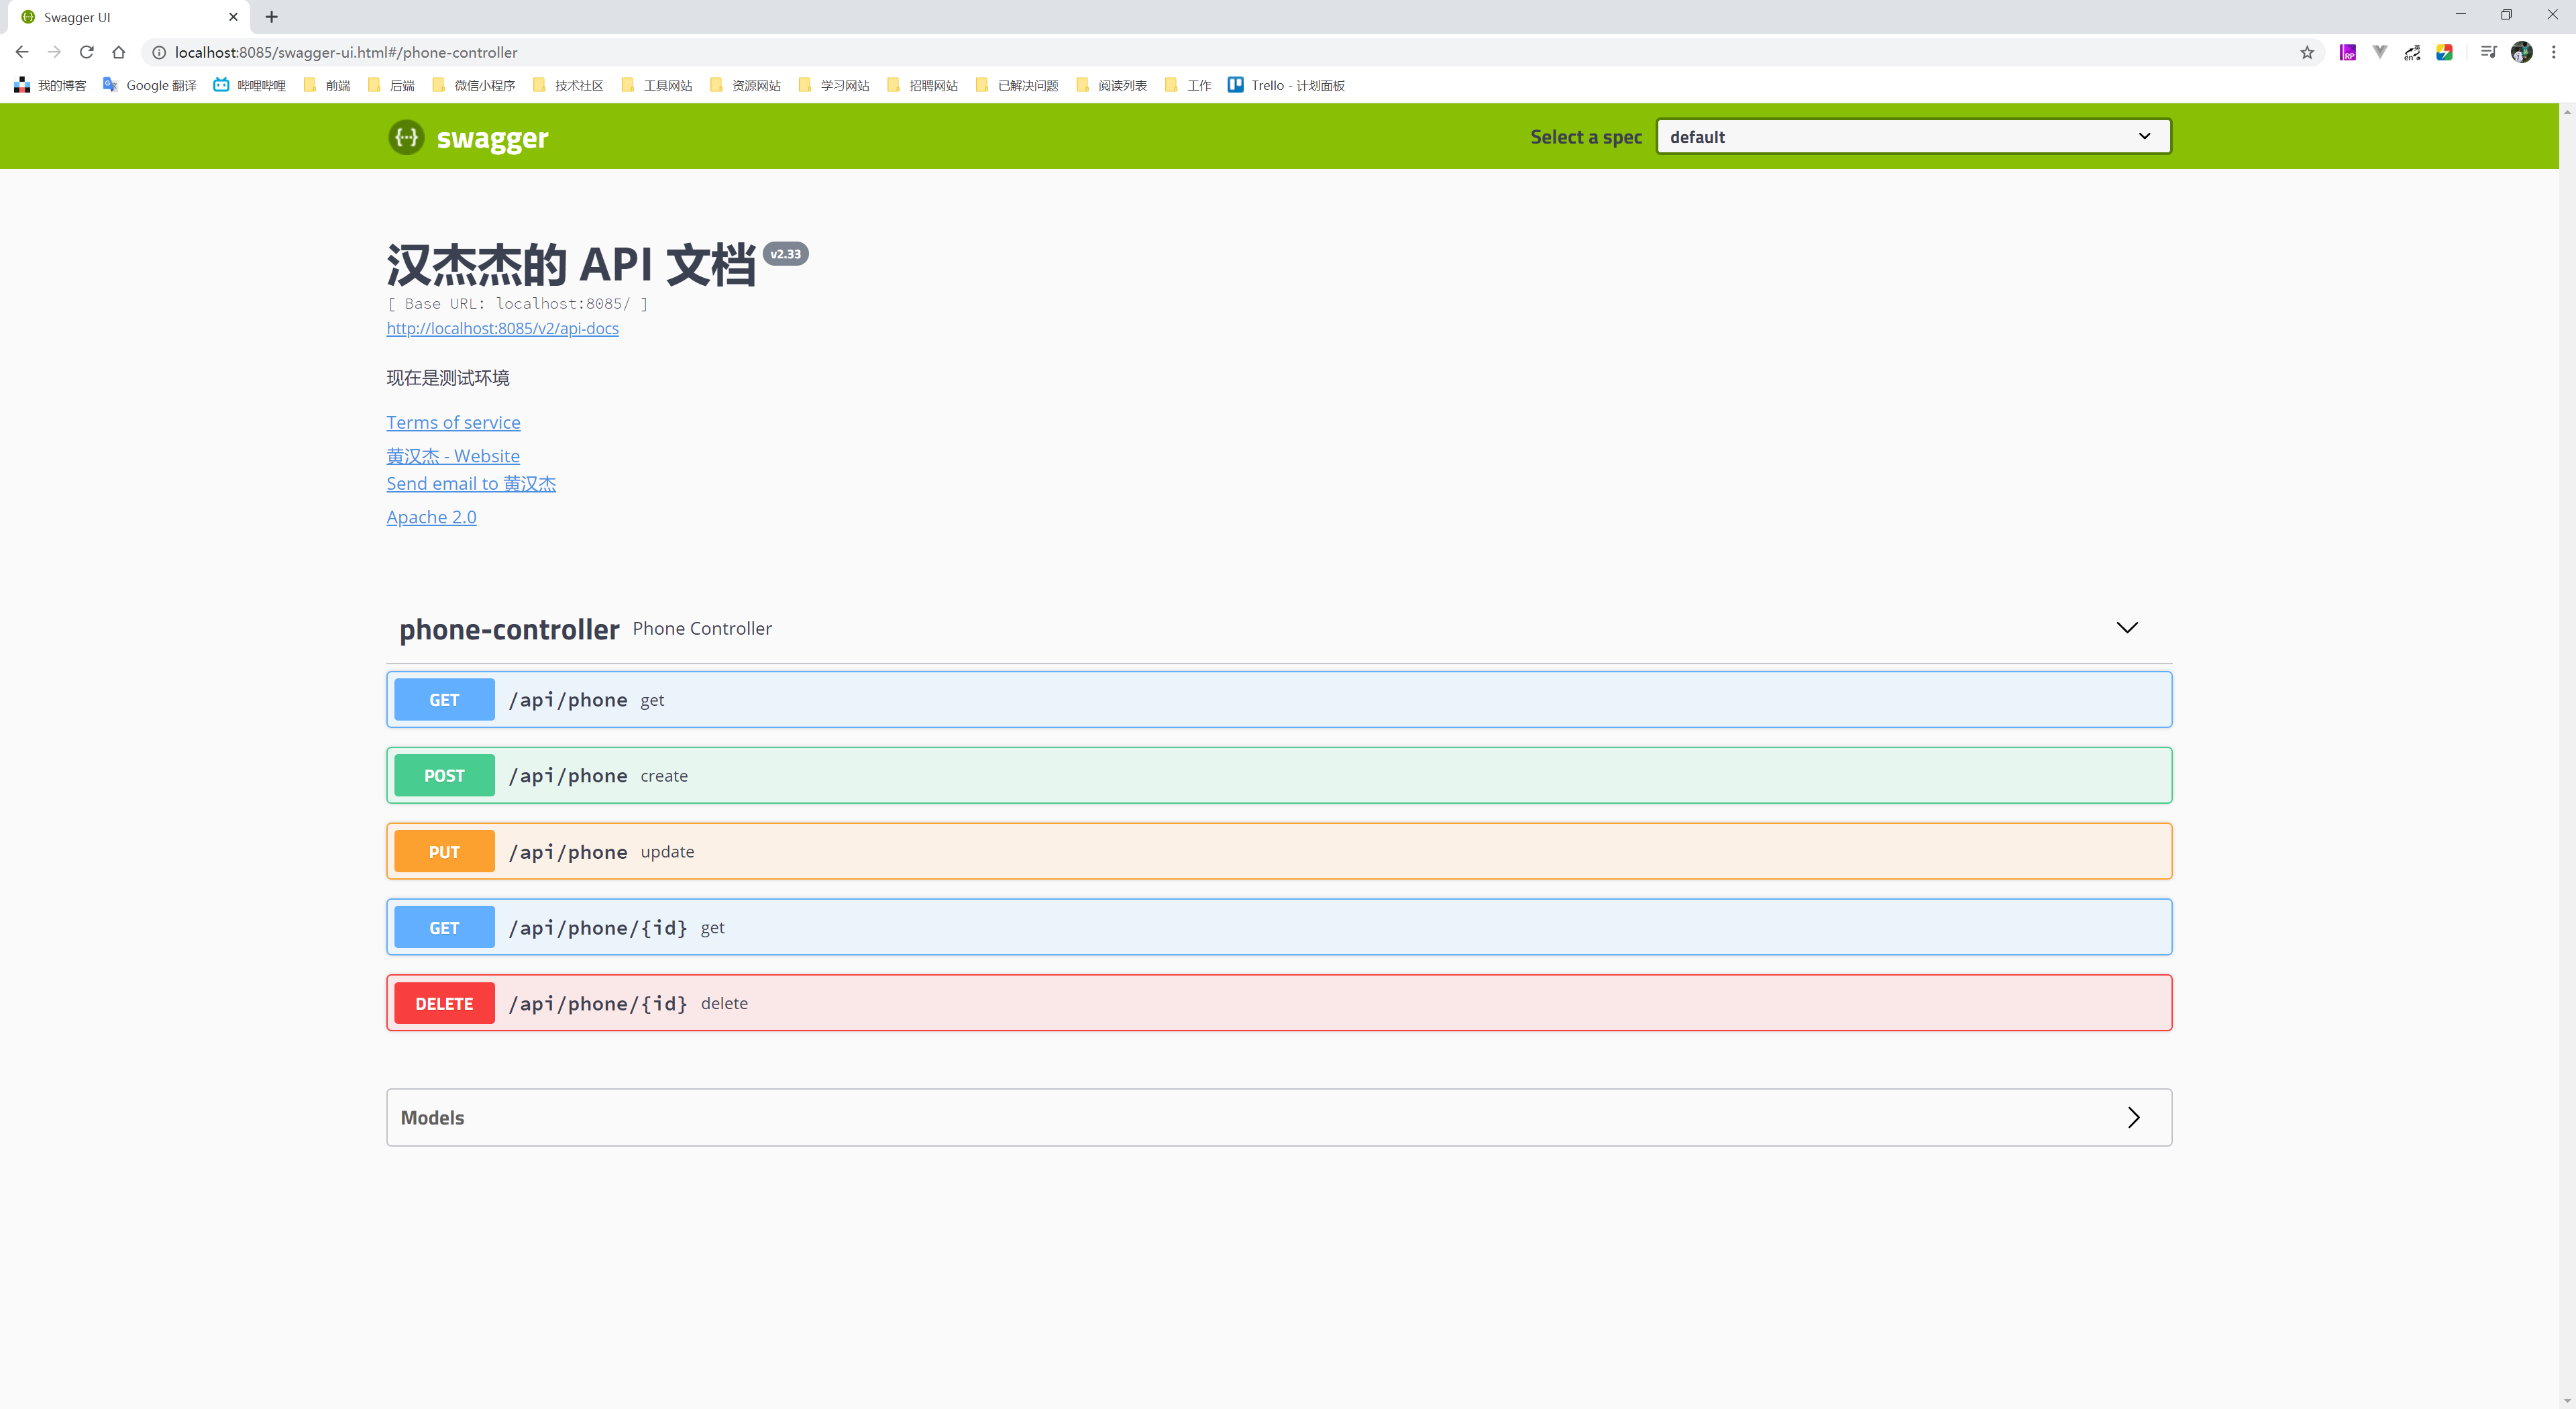 Swagger UI
localhost:8085/swagger-ui.html#/phone-controller
我的博客 Google 翻译 哔哩哔哩 前端 后端 微信小程序 技术社区 工具网站 资源网站 学习网站 招聘网站 已解决问题 阅读列表 工作 Trello - 计划面板
{···} swagger Select a spec default
汉杰杰的 API 文档 v2.33
[ Base URL: localhost:8085/ ]
http://localhost:8085/v2/api-docs
现在是测试环境
Terms of service
黄汉杰 - Website
Send email to 黄汉杰
Apache 2.0
phone-controller Phone Controller
GET /api/phone get
POST /api/phone create
PUT /api/phone update
GET /api/phone/{id} get
DELETE /api/phone/{id} delete
Models